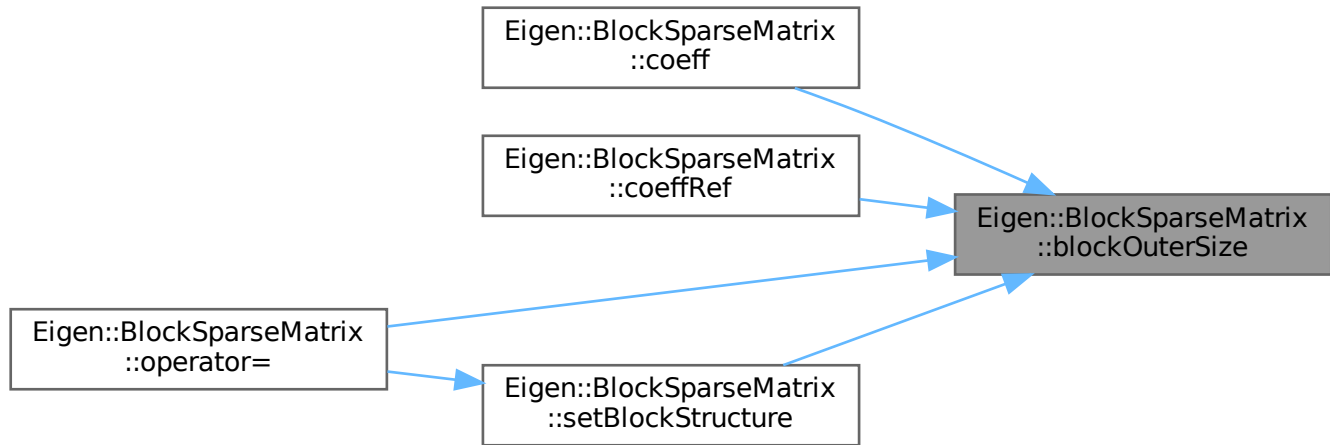 Eigen::BlockSparseMatrix
::coeff
Eigen::BlockSparseMatrix
::coeffRef
Eigen::BlockSparseMatrix
::blockOuterSize
Eigen::BlockSparseMatrix
::operator=
Eigen::BlockSparseMatrix
::setBlockStructure